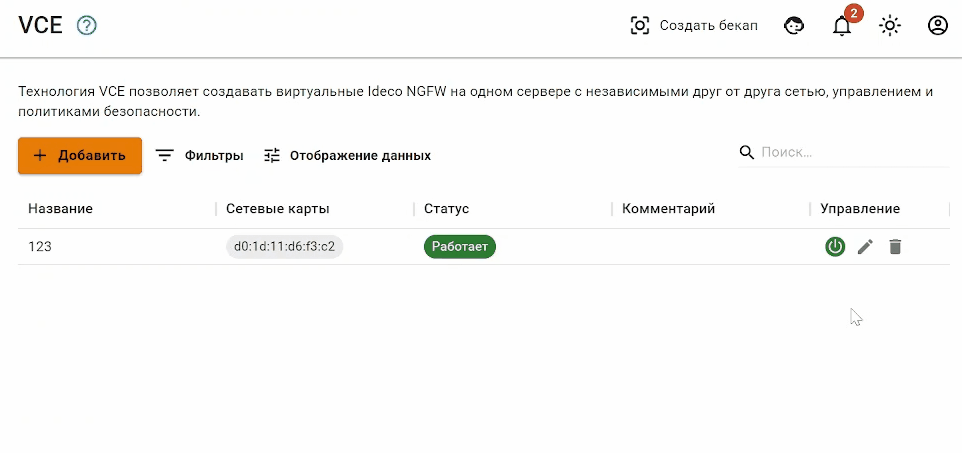 VCE ?
Создать бекап
2
Технология VCE позволяет создавать виртуальные Ideco NGFW на одном сервере с независимыми друг от друга сетью, управлением и
политиками безопасности.
+ Добавить Фильтры Отображение данных Поиск...
Название Сетевые карты Статус Комментарий Управление
123 d0:1d:11:d6:f3:c2 Работает